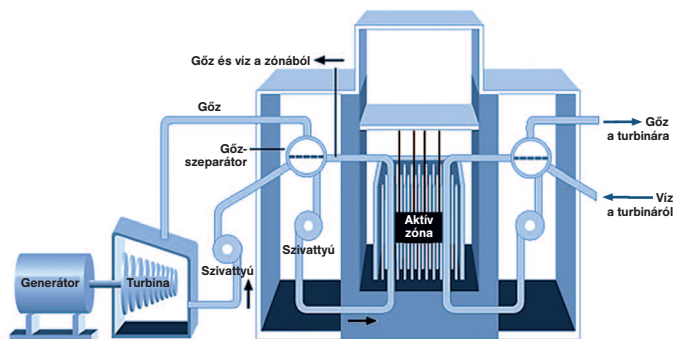 Gőz és víz a zónából
Gőz
Gőz-
szeparátor
Gőz
a turbinára
Víz
a turbináról
Aktív
zóna
Szivattyú
Szivattyú
Generátor
Turbina